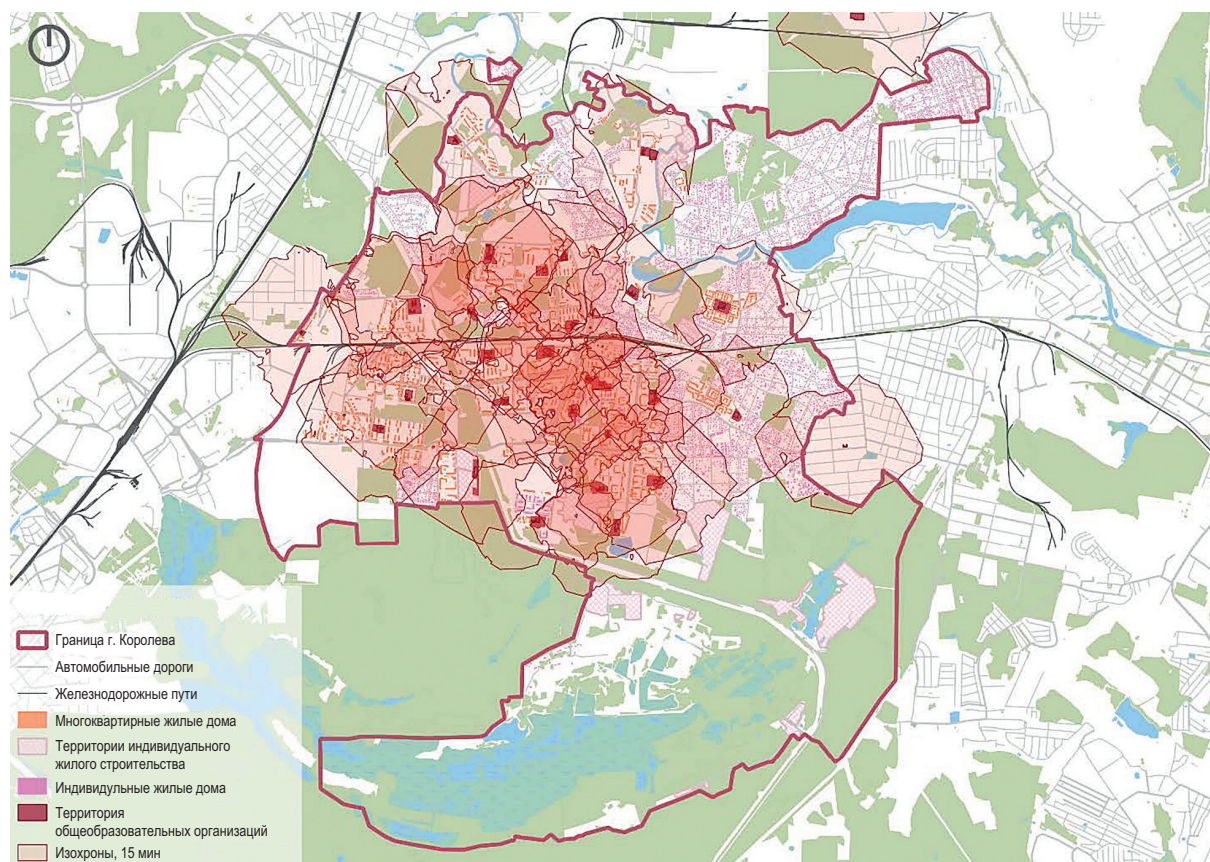 Граница г. Королева
Автомобильные дороги
Железнодорожные пути
Многоквартирные жилые дома
Территории индивидуального
жилого строительства
Индивидульные жилые дома
Территория
общеобразовательных организаций
Изохроны, 15 мин